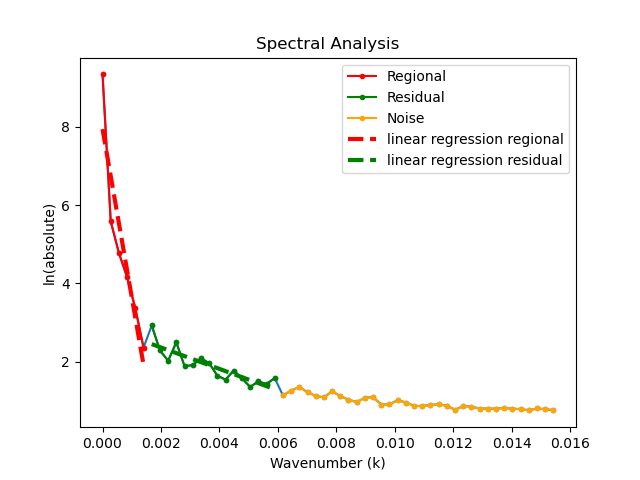 Spectral Analysis
Regional
Residual
Noise
linear regression regional
linear regression residual
ln(absolute)
8
6
4
2
0.000 0.002 0.004 0.006 0.008 0.010 0.012 0.014 0.016
Wavenumber (k)